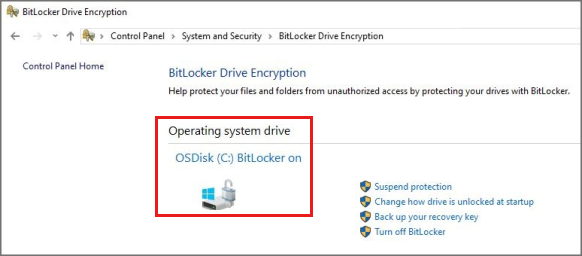 BitLocker Drive Encryption
Control Panel > System and Security > BitLocker Drive Encryption
Control Panel Home
BitLocker Drive Encryption
Help protect your files and folders from unauthorized access by protecting your drives with BitLocker.
Operating system drive
OSDisk (C:) BitLocker on
Suspend protection
Change how drive is unlocked at startup
Back up your recovery key
Turn off BitLocker